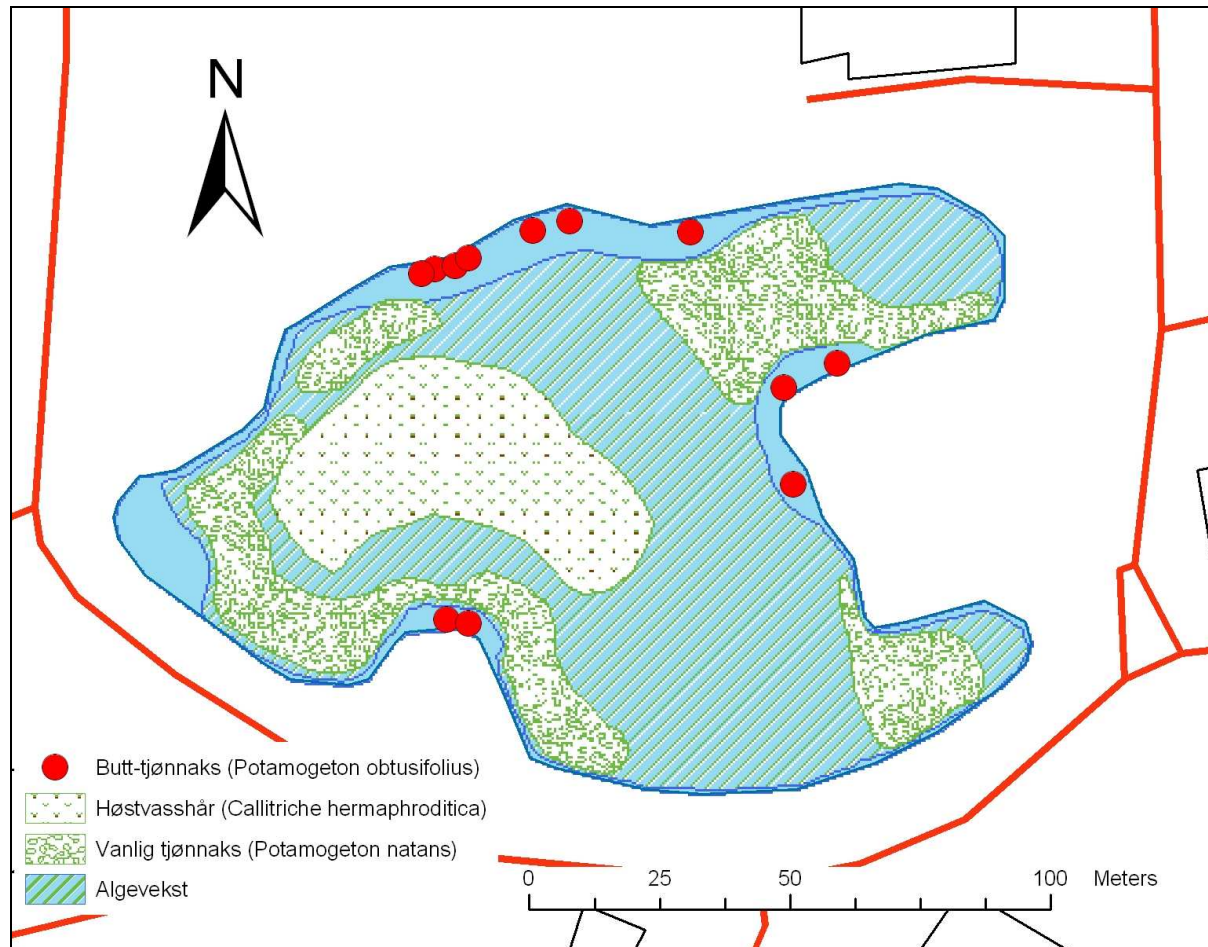 N
Butt-tjønnaks (Potamogeton obtusifolius)
Høstvasshår (Callitriche hermaphroditica)
Vanlig tjønnaks (Potamogeton natans)
Algevekst
0 25 50 100 Meters